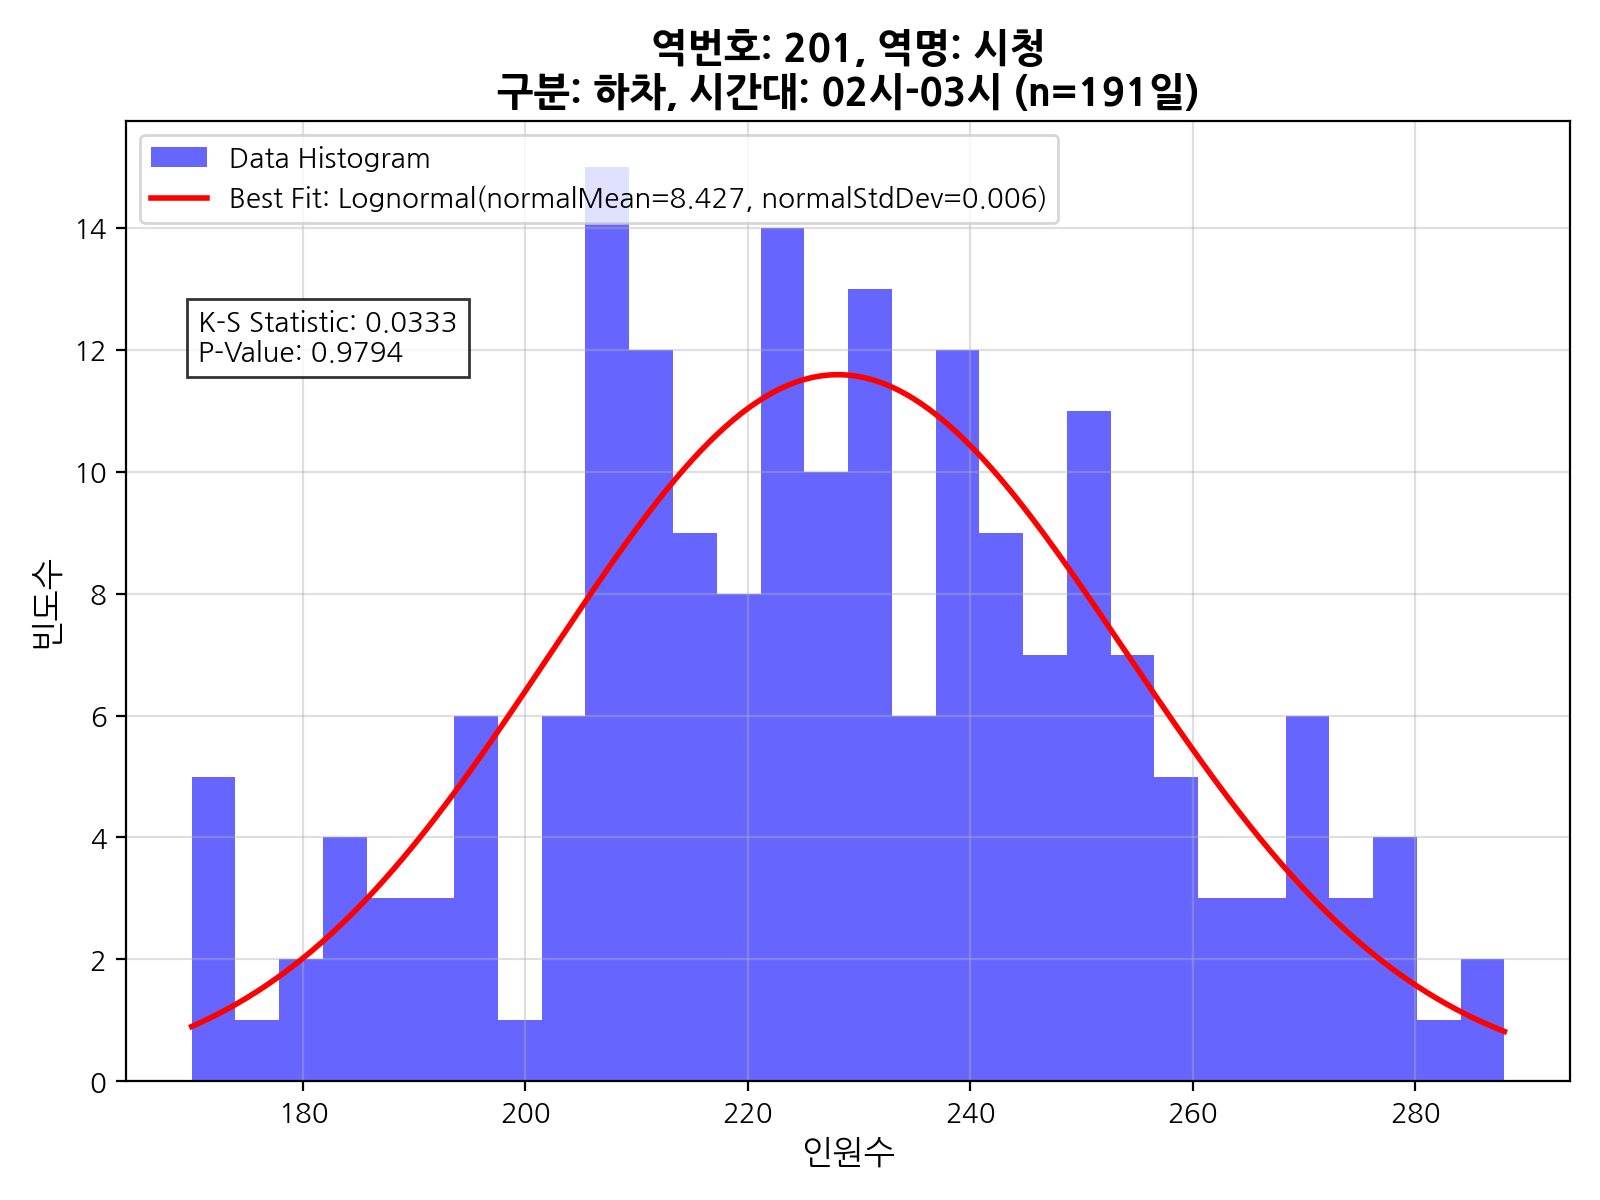 역번호: 201, 역명: 시청
구분: 하차, 시간대: 02시-03시 (n=191일)
Data Histogram
Best Fit: Lognormal(normalMean=8.427, normalStdDev=0.006)
K-S Statistic: 0.0333
P-Value: 0.9794
빈도수
14
12
10
8
6
4
2
0
180 200 220 240 260 280
인원수